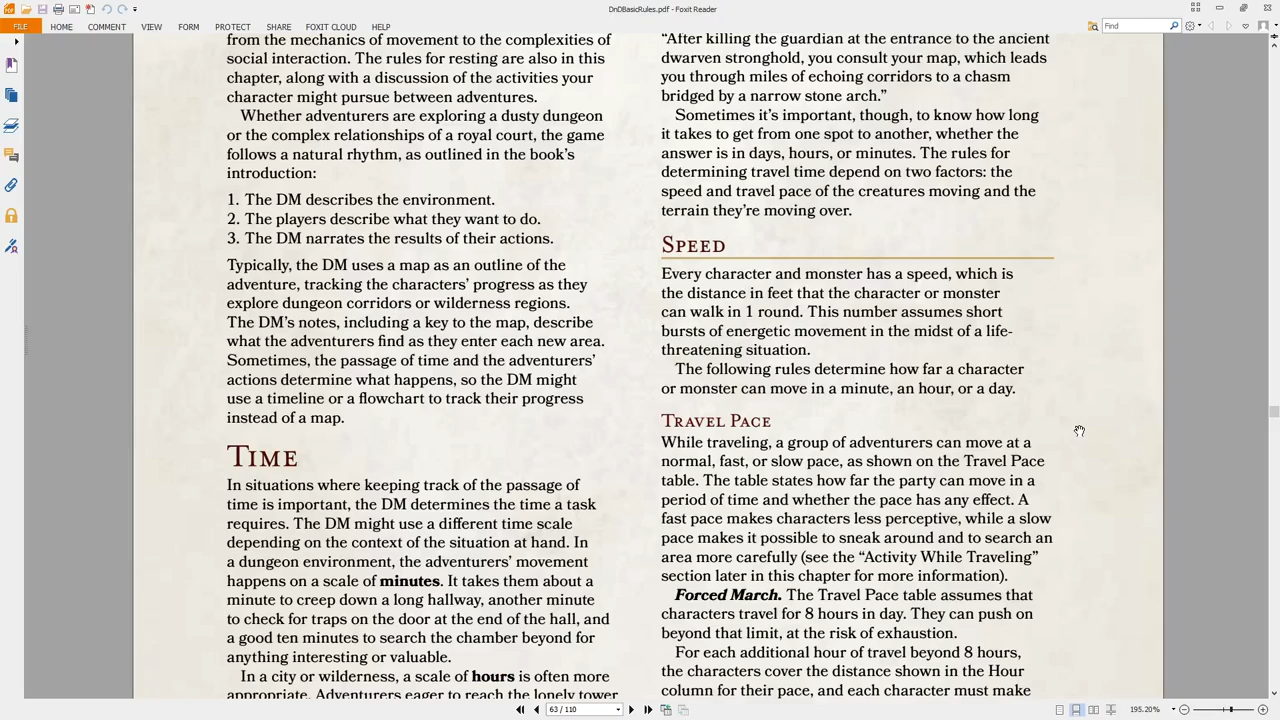 DnDBasicRules.pdf - Foxit Reader
FILE HOME COMMENT VIEW FORM PROTECT SHARE FOXIT CLOUD HELP
Find
from the mechanics of movement to the complexities of
social interaction. The rules for resting are also in this
chapter, along with a discussion of the activities your
character might pursue between adventures.
Whether adventurers are exploring a dusty dungeon
or the complex relationships of a royal court, the game
follows a natural rhythm, as outlined in the book's
introduction:
1. The DM describes the environment.
2. The players describe what they want to do.
3. The DM narrates the results of their actions.
Typically, the DM uses a map as an outline of the
adventure, tracking the characters' progress as they
explore dungeon corridors or wilderness regions.
The DM's notes, including a key to the map, describe
what the adventurers find as they enter each new area.
Sometimes, the passage of time and the adventurers'
actions determine what happens, so the DM might
use a timeline or a flowchart to track their progress
instead of a map.
TIME
In situations where keeping track of the passage of
time is important, the DM determines the time a task
requires. The DM might use a different time scale
depending on the context of the situation at hand. In
a dungeon environment, the adventurers' movement
happens on a scale of minutes. It takes them about a
minute to creep down a long hallway, another minute
to check for traps on the door at the end of the hall, and
a good ten minutes to search the chamber beyond for
anything interesting or valuable.
In a city or wilderness, a scale of hours is often more
appropriate. Adventurers eager to reach the lonely tower
“After killing the guardian at the entrance to the ancient
dwarven stronghold, you consult your map, which leads
you through miles of echoing corridors to a chasm
bridged by a narrow stone arch.”
Sometimes it's important, though, to know how long
it takes to get from one spot to another, whether the
answer is in days, hours, or minutes. The rules for
determining travel time depend on two factors: the
speed and travel pace of the creatures moving and the
terrain they're moving over.
SPEED
Every character and monster has a speed, which is
the distance in feet that the character or monster
can walk in 1 round. This number assumes short
bursts of energetic movement in the midst of a life-
threatening situation.
The following rules determine how far a character
or monster can move in a minute, an hour, or a day.
TRAVEL PACE
While traveling, a group of adventurers can move at a
normal, fast, or slow pace, as shown on the Travel Pace
table. The table states how far the party can move in a
period of time and whether the pace has any effect. A
fast pace makes characters less perceptive, while a slow
pace makes it possible to sneak around and to search an
area more carefully (see the “Activity While Traveling”
section later in this chapter for more information).
Forced March. The Travel Pace table assumes that
characters travel for 8 hours in day. They can push on
beyond that limit, at the risk of exhaustion.
For each additional hour of travel beyond 8 hours,
the characters cover the distance shown in the Hour
column for their pace, and each character must make
63 / 110
195.20%